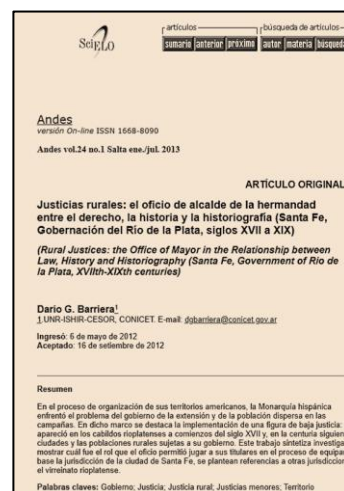 SciELO
artículos
búsqueda de artículos
sumario anterior próximo autor materia búsqued
Andes
versión On-line ISSN 1668-8090
Andes vol.24 no.1 Salta ene./jul. 2013
ARTÍCULO ORIGINAL
Justicias rurales: el oficio de alcalde de la hermandad
entre el derecho, la historia y la historiografía (Santa Fe,
Gobernación del Río de la Plata, siglos XVII a XIX)
(Rural Justices: the Office of Mayor in the Relationship between
Law, History and Historiography (Santa Fe, Government of Rio de
la Plata, XVIIth-XIXth centuries)
Darío G. Barriera¹
1 UNR-ISHIR-CESOR, CONICET. E-mail: dgbarriera@conicet.gov.ar
Ingresó: 6 de mayo de 2012
Aceptado: 16 de setiembre de 2012
Resumen
En el proceso de organización de sus territorios americanos, la Monarquía hispánica
enfrentó el problema del gobierno de la extensión y de la población dispersa en las
campañas. En dicho marco se destaca la implementación de una figura de baja justicia:
apareció en los cabildos rioplatenses a comienzos del siglo XVII y, en la centuria siguien
ciudades y las poblaciones rurales sujetas a su gobierno. Este trabajo sintetiza investiga
mostrar cuál fue el rol que el oficio permitió jugar a sus titulares en el proceso de equipar
base la jurisdicción de la ciudad de Santa Fe, se plantean referencias a otras jurisdiccion
el virreinato rioplatense.
Palabras claves: Gobierno; Justicia; Justicia rural; Justicias menores; Territorio